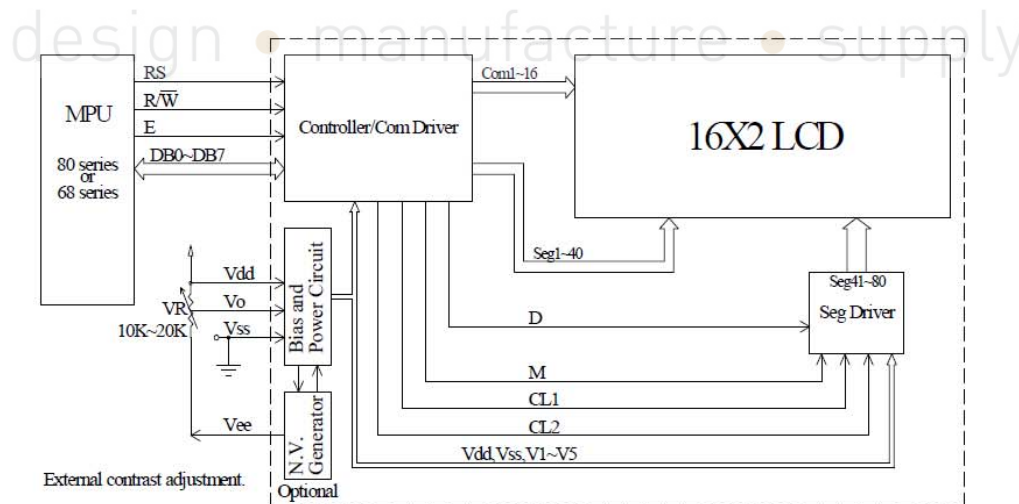 design • manufacture • supply
MPU
80 series
or
68 series
RS
R/W̅
E
DB0~DB7
Controller/Com Driver
Com1~16
16X2 LCD
Seg1~40
Seg41~80
Seg Driver
Vdd
Vo
VR
10K~20K
Vss
Bias and
Power Circuit
D
M
CL1
CL2
Vdd,Vss,V1~V5
Vee
N.V.
Generator
External contrast adjustment.
Optional